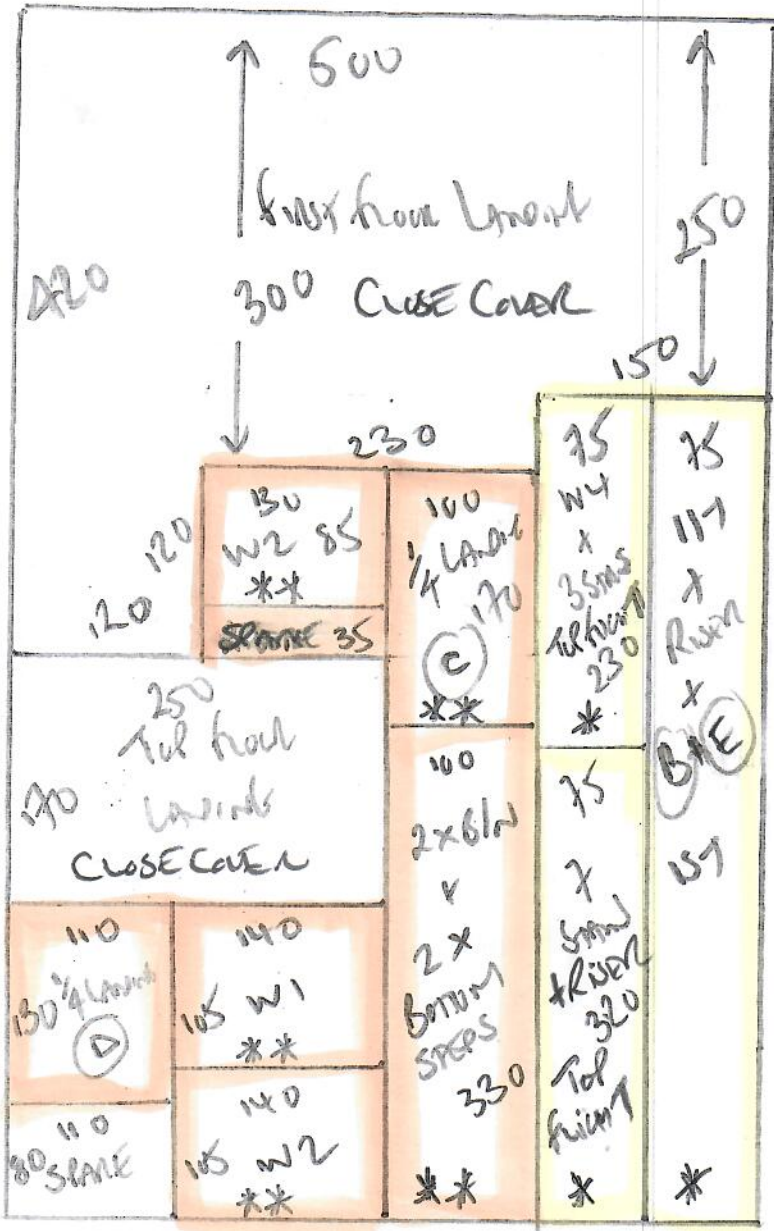 500
First Floor Landing
250
420
300 CLOSE COVER
150
230
130
W2 85
**
120
120
SPARE 35
100
1/4 LANDING
170
C
**
75
W4
+
3 STAIRS
TOP FLIGHT
230
*
75
+
RISER
+
B+E
1ST
*
250
Top Floor
LANDING
170
CLOSE COVER
100
2 x B/N
+
2 x
BOTTOM
STEPS
330
**
75
7
STAIRS
+ RISER
320
TOP
FLIGHT
*
110
130 1/4 LANDING
D
140
105 W1
**
110
80 SPARE
140
105 W2
**